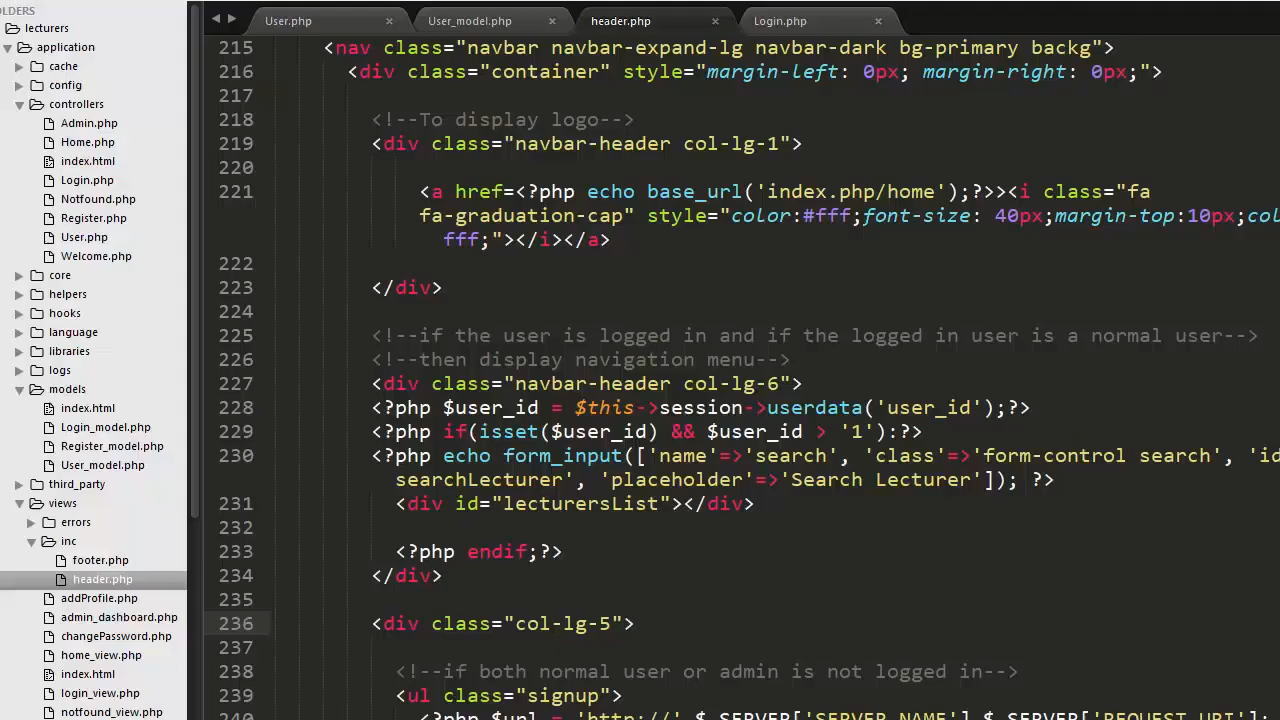 OLDERS
lecturers
application
cache
config
controllers
Admin.php
Home.php
index.html
Login.php
Notfound.php
Register.php
User.php
Welcome.php
core
helpers
hooks
language
libraries
logs
models
index.html
Login_model.php
Register_model.php
User_model.php
third_party
views
errors
inc
footer.php
header.php
addProfile.php
admin_dashboard.php
changePassword.php
home_view.php
index.html
login_view.php
notfound_view.php
User.php × User_model.php × header.php × Login.php ×
215 <nav class="navbar navbar-expand-lg navbar-dark bg-primary backg">
216 <div class="container" style="margin-left: 0px; margin-right: 0px;">
217
218 <!--To display logo-->
219 <div class="navbar-header col-lg-1">
220
221 <a href=<?php echo base_url('index.php/home');?>><i class="fa
fa-graduation-cap" style="color:#fff;font-size: 40px;margin-top:10px;col
fff;"></i></a>
222
223 </div>
224
225 <!--if the user is logged in and if the logged in user is a normal user-->
226 <!--then display navigation menu-->
227 <div class="navbar-header col-lg-6">
228 <?php $user_id = $this->session->userdata('user_id');?>
229 <?php if(isset($user_id) && $user_id > '1'):?>
230 <?php echo form_input(['name'=>'search', 'class'=>'form-control search', 'id
searchLecturer', 'placeholder'=>'Search Lecturer']); ?>
231 <div id="lecturersList"></div>
232
233 <?php endif;?>
234 </div>
235
236 <div class="col-lg-5">
237
238 <!--if both normal user or admin is not logged in-->
239 <ul class="signup">
240 <?php $url = 'http://'.$_SERVER['SERVER_NAME'].$_SERVER['REQUEST_URI'];